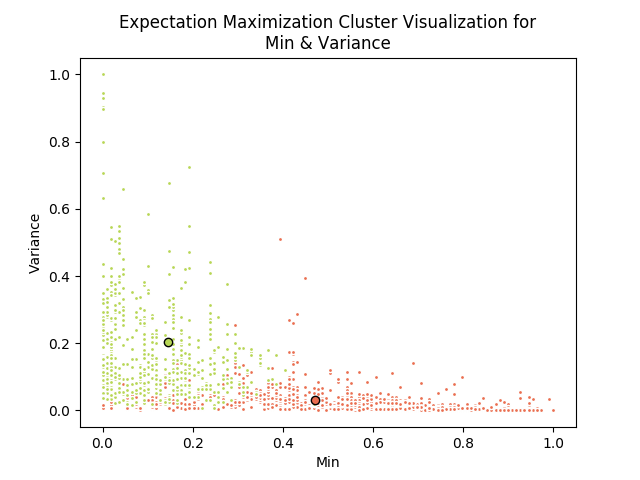 Expectation Maximization Cluster Visualization for
Min & Variance
1.0
0.8
0.6
0.4
0.2
0.0
Variance
0.0 0.2 0.4 0.6 0.8 1.0
Min